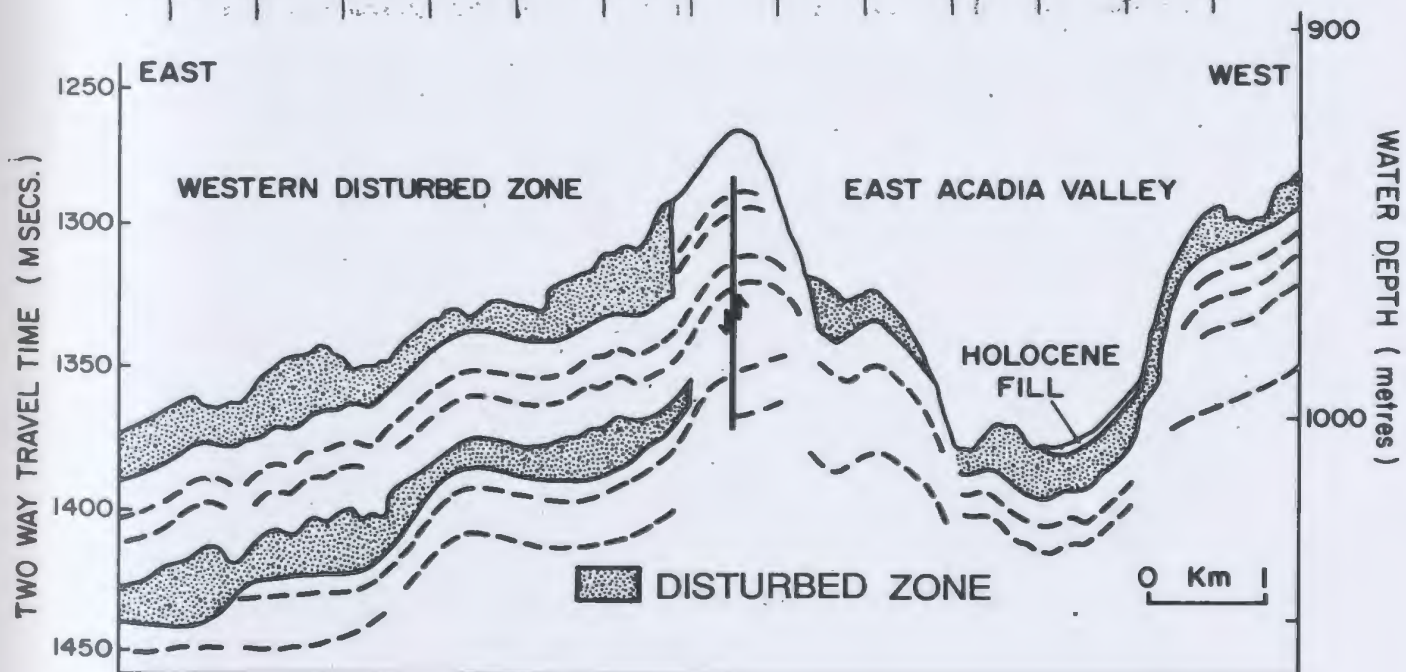 900
EAST
WEST
1250
WESTERN DISTURBED ZONE
EAST ACADIA VALLEY
1300
TWO WAY TRAVEL TIME (MSECS.)
WATER DEPTH (metres)
1350
HOLOCENE
FILL
1000
1400
DISTURBED ZONE
0 Km 1
1450